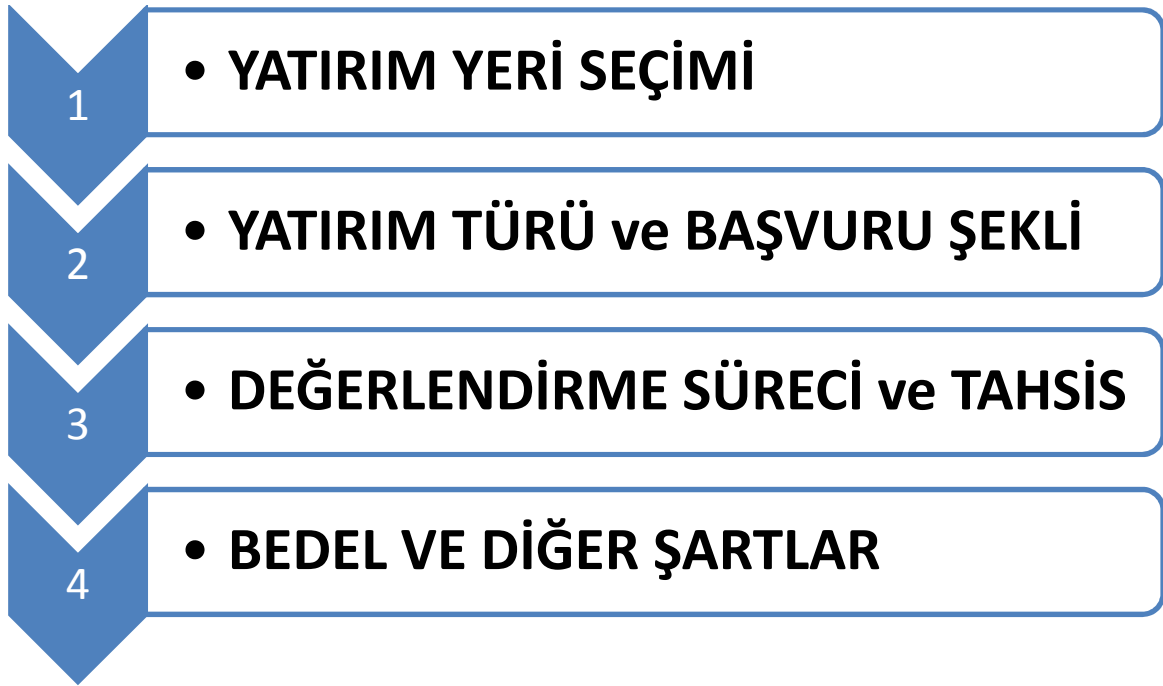 1
• YATIRIM YERİ SEÇİMİ
2
• YATIRIM TÜRÜ ve BAŞVURU ŞEKLİ
3
• DEĞERLENDİRME SÜRECİ ve TAHSİS
4
• BEDEL VE DİĞER ŞARTLAR